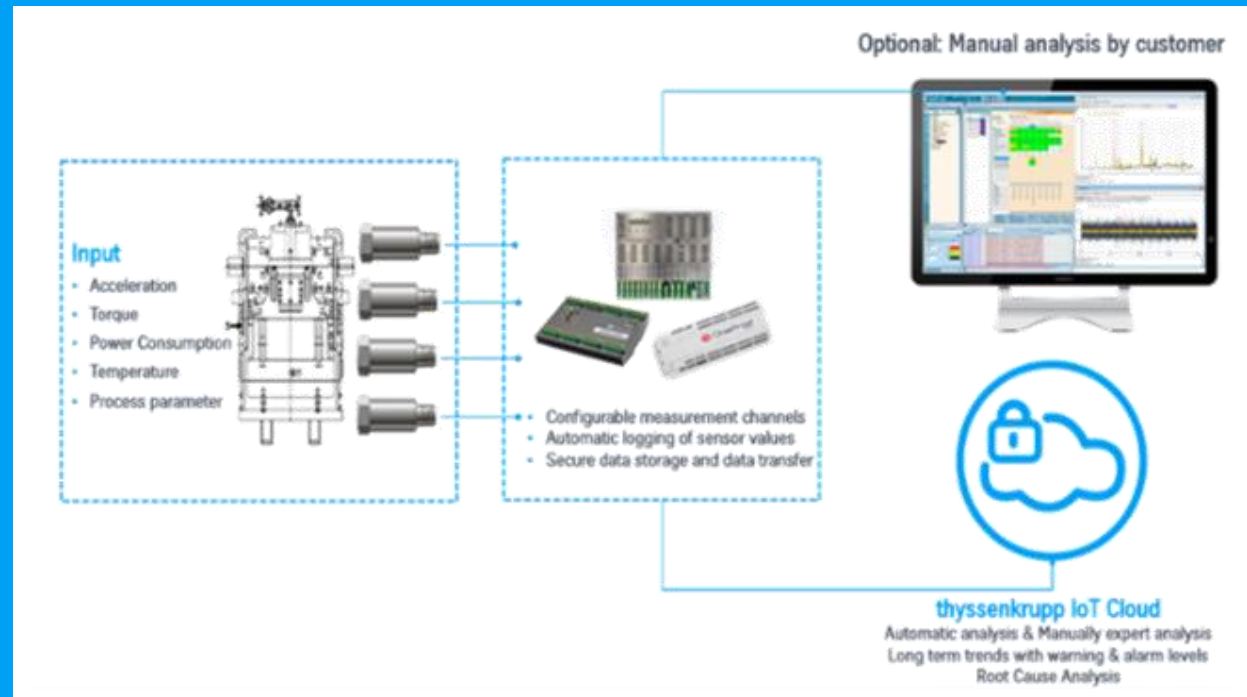 Optional: Manual analysis by customer
Input
• Acceleration
• Torque
• Power Consumption
• Temperature
• Process parameter
• Configurable measurement channels
• Automatic logging of sensor values
• Secure data storage and data transfer
thyssenkrupp IoT Cloud
Automatic analysis & Manually expert analysis
Long term trends with warning & alarm levels
Root Cause Analysis